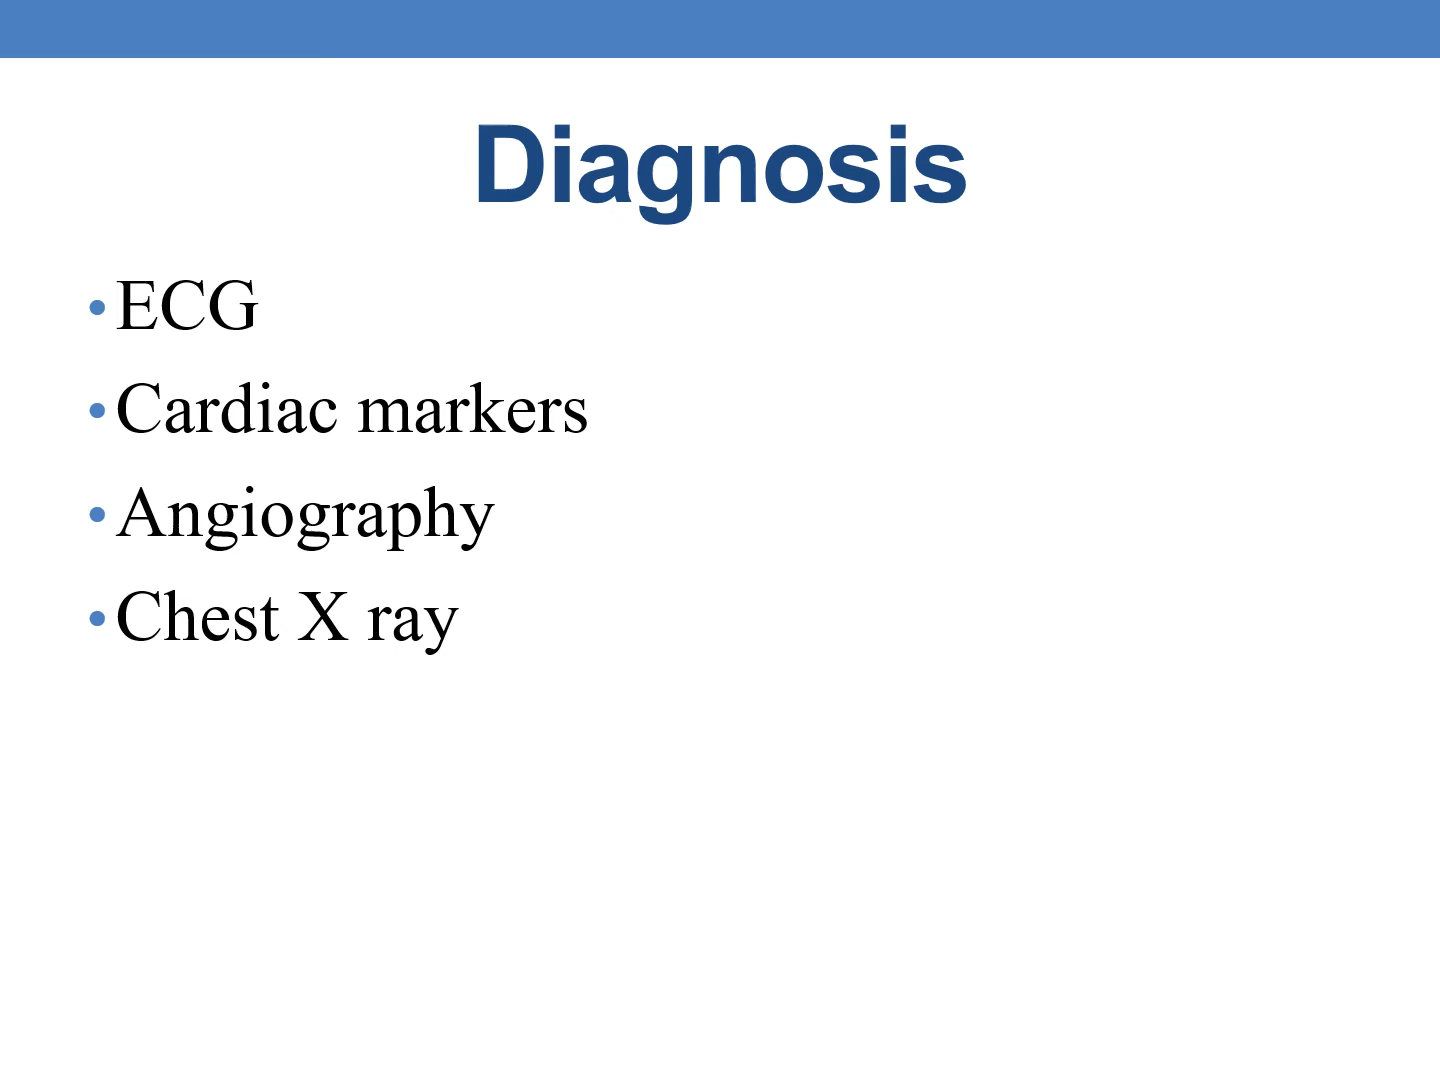 Diagnosis
• ECG
• Cardiac markers
• Angiography
• Chest X ray